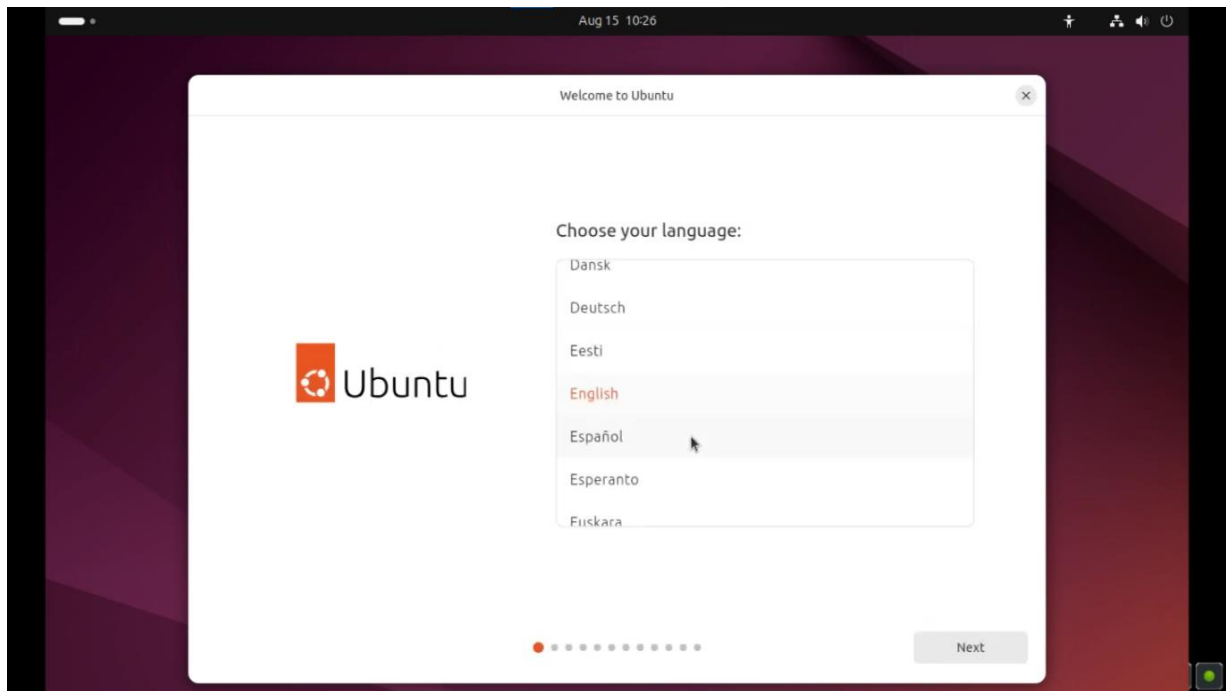 Aug 15 10:26
Welcome to Ubuntu
Choose your language:
Dansk
Deutsch
Eesti
English
Español
Esperanto
Euskara
Ubuntu
Next